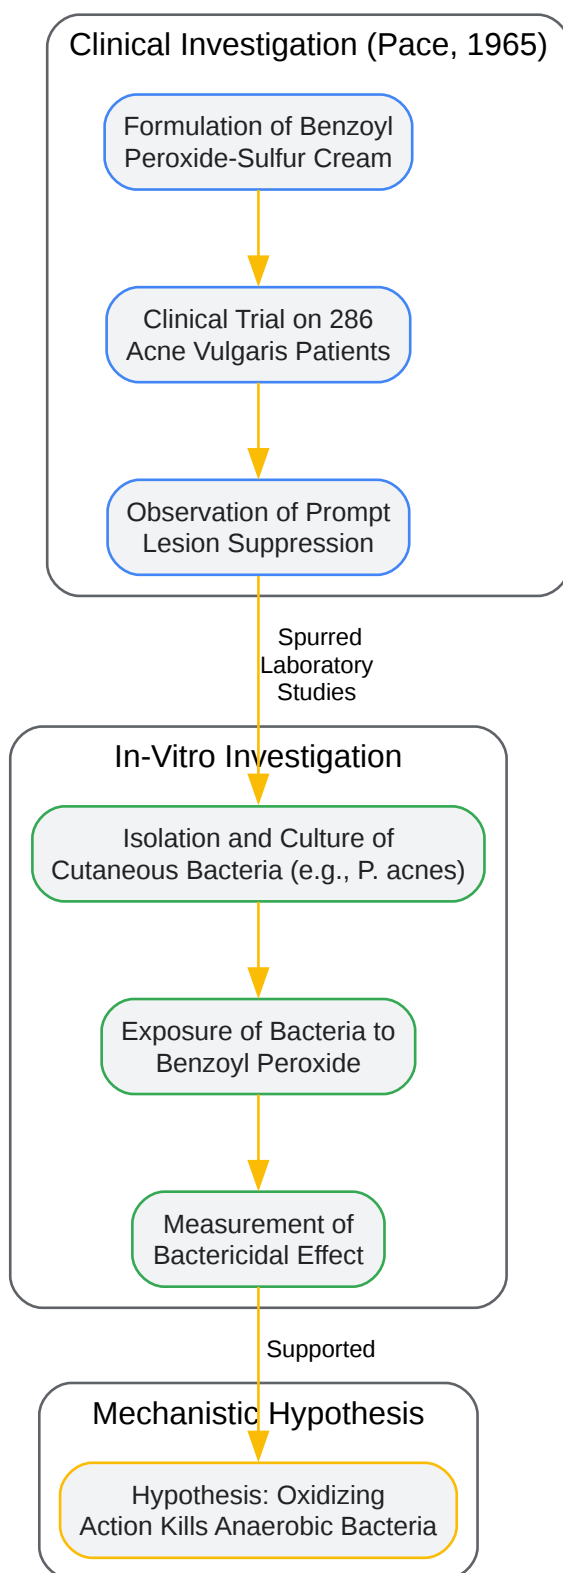 Clinical Investigation (Pace, 1965)
Formulation of Benzoyl
Peroxide-Sulfur Cream
Clinical Trial on 286
Acne Vulgaris Patients
Observation of Prompt
Lesion Suppression
Spurred
Laboratory
Studies
In-Vitro Investigation
Isolation and Culture of
Cutaneous Bacteria (e.g., P. acnes)
Exposure of Bacteria to
Benzoyl Peroxide
Measurement of
Bactericidal Effect
Supported
Mechanistic Hypothesis
Hypothesis: Oxidizing
Action Kills Anaerobic Bacteria